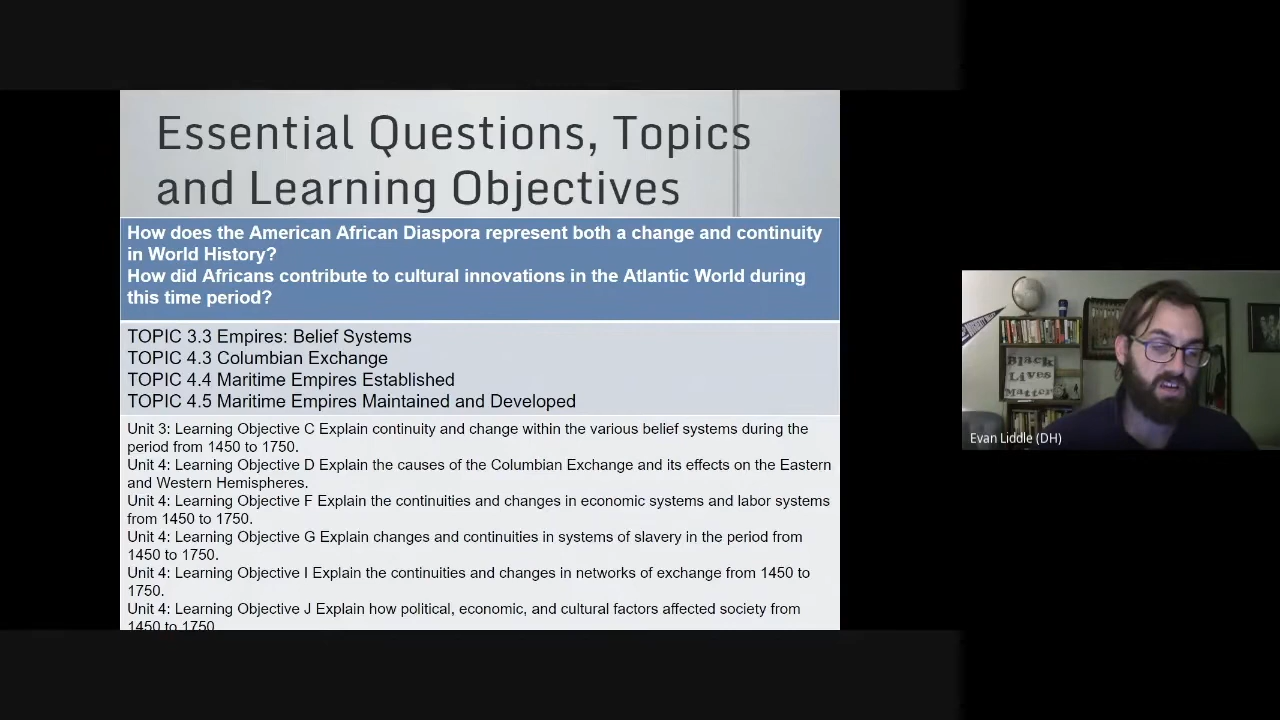 Essential Questions, Topics
and Learning Objectives
How does the American African Diaspora represent both a change and continuity
in World History?
How did Africans contribute to cultural innovations in the Atlantic World during
this time period?
TOPIC 3.3 Empires: Belief Systems
TOPIC 4.3 Columbian Exchange
TOPIC 4.4 Maritime Empires Established
TOPIC 4.5 Maritime Empires Maintained and Developed
Unit 3: Learning Objective C Explain continuity and change within the various belief systems during the
period from 1450 to 1750.
Unit 4: Learning Objective D Explain the causes of the Columbian Exchange and its effects on the Eastern
and Western Hemispheres.
Unit 4: Learning Objective F Explain the continuities and changes in economic systems and labor systems
from 1450 to 1750.
Unit 4: Learning Objective G Explain changes and continuities in systems of slavery in the period from
1450 to 1750.
Unit 4: Learning Objective I Explain the continuities and changes in networks of exchange from 1450 to
1750.
Unit 4: Learning Objective J Explain how political, economic, and cultural factors affected society from
1450 to 1750
Black
Lives
Matter
Evan Liddle (DH)